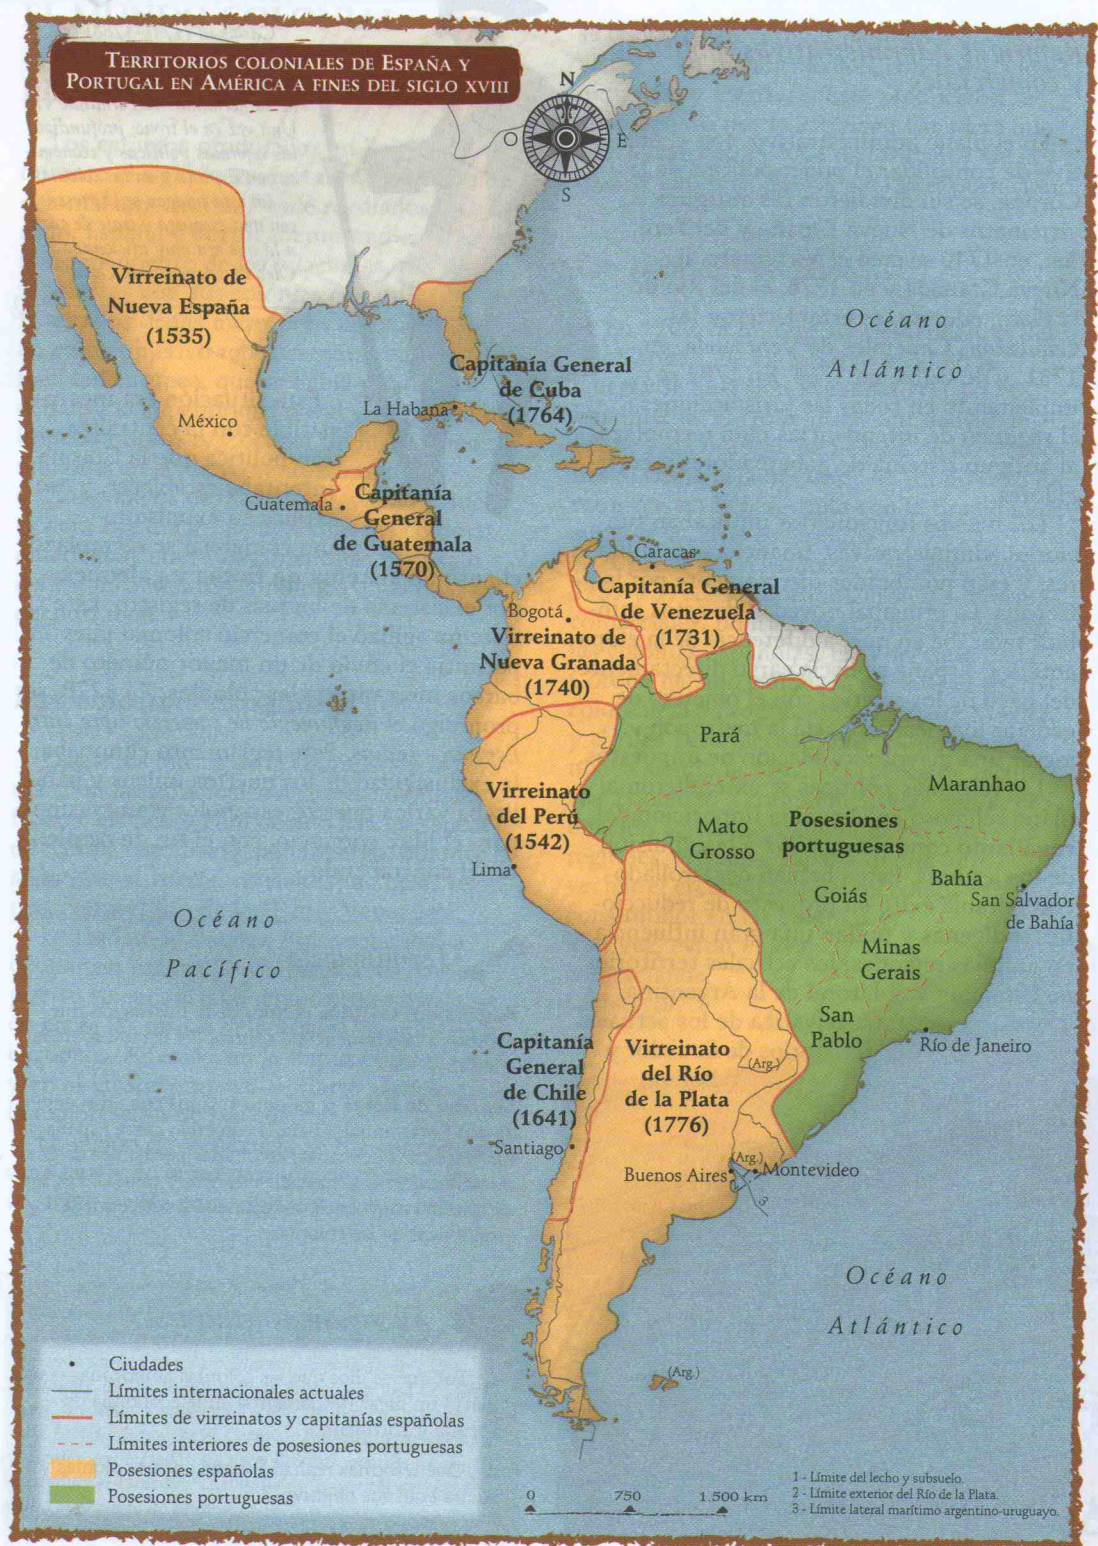 TERRITORIOS COLONIALES DE ESPAÑA Y
PORTUGAL EN AMÉRICA A FINES DEL SIGLO XVIII
N
O
E
S
Virreinato de
Nueva España
(1535)
Océano
Atlántico
Capitanía General
de Cuba
(1764)
La Habana
México
Guatemala
Capitanía
General
de Guatemala
(1570)
Caracas
Capitanía General
de Venezuela
(1731)
Bogotá
Virreinato de
Nueva Granada
(1740)
Pará
Maranhao
Virreinato
del Perú
(1542)
Mato
Grosso
Posesiones
portuguesas
Lima
Bahía
Goiás
San Salvador
de Bahía
Océano
Pacífico
Minas
Gerais
San
Pablo
Río de Janeiro
Capitanía
General
de Chile
(1641)
Virreinato
del Río
de la Plata
(1776)
(Arg.)
Santiago
(Arg.)
Buenos Aires
Montevideo
3
Océano
Atlántico
(Arg.)
Ciudades
Límites internacionales actuales
Límites de virreinatos y capitanías españolas
Límites interiores de posesiones portuguesas
Posesiones españolas
Posesiones portuguesas
0 750 1.500 km
1 - Límite del lecho y subsuelo.
2 - Límite exterior del Río de la Plata.
3 - Límite lateral marítimo argentino-uruguayo.